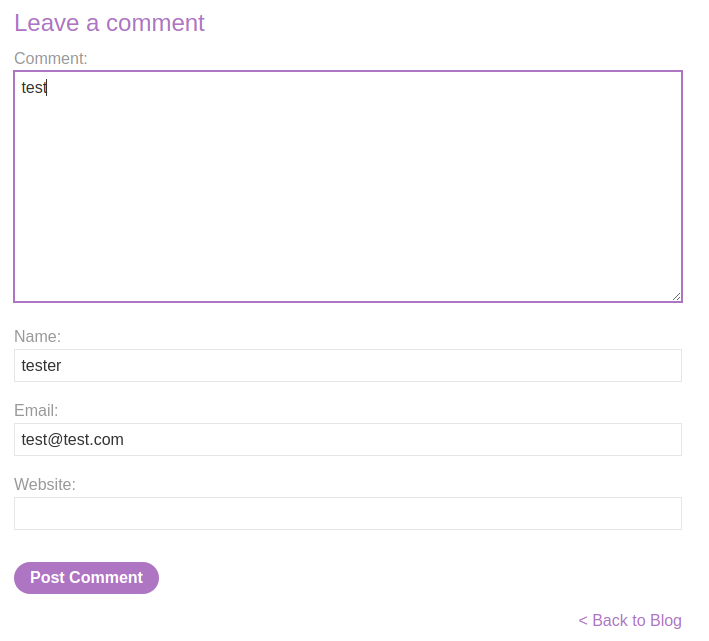 Leave a comment
Comment:
test
Name:
tester
Email:
test@test.com
Website:
Post Comment
< Back to Blog